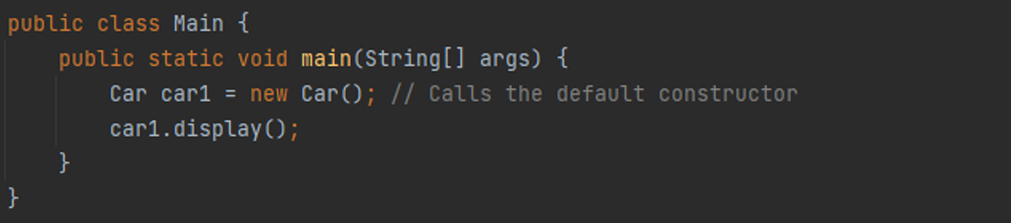 public class Main {
    public static void main(String[] args) {
        Car car1 = new Car(); // Calls the default constructor
        car1.display();
    }
}